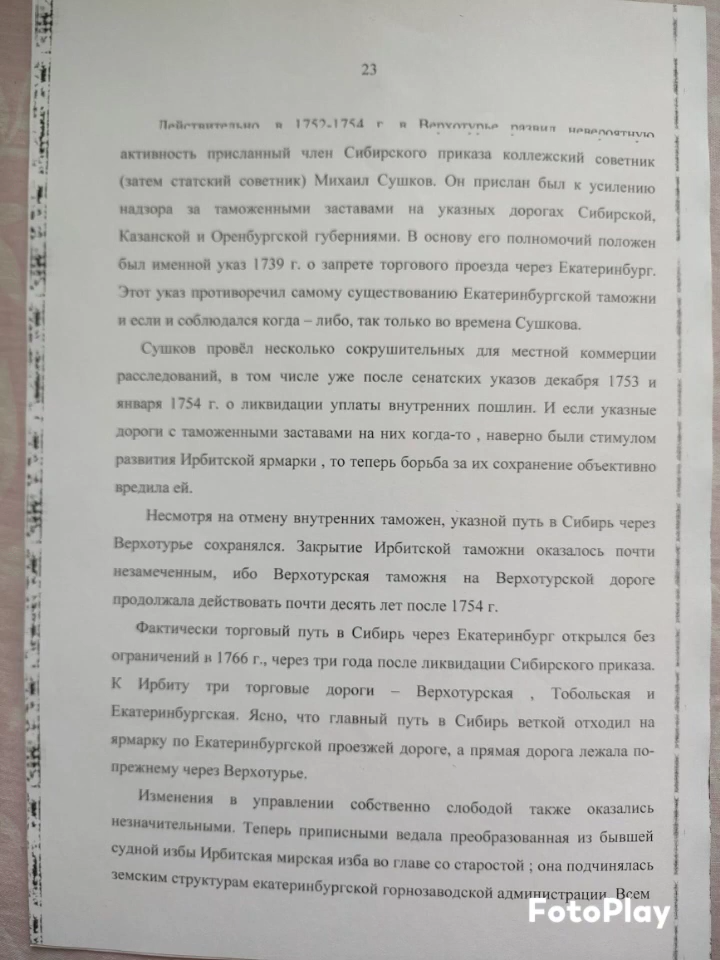 23
Действительно в 1752-1754 г в Верхотурье развил невероятную
активность присланный член Сибирского приказа коллежский советник
(затем статский советник) Михаил Сушков. Он прислан был к усилению
надзора за таможенными заставами на указных дорогах Сибирской,
Казанской и Оренбургской губерниями. В основу его полномочий положен
был именной указ 1739 г. о запрете торгового проезда через Екатеринбург.
Этот указ противоречил самому существованию Екатеринбургской таможни
и если и соблюдался когда – либо, так только во времена Сушкова.
Сушков провёл несколько сокрушительных для местной коммерции
расследований, в том числе уже после сенатских указов декабря 1753 и
января 1754 г. о ликвидации уплаты внутренних пошлин. И если указные
дороги с таможенными заставами на них когда-то , наверно были стимулом
развития Ирбитской ярмарки , то теперь борьба за их сохранение объективно
вредила ей.
Несмотря на отмену внутренних таможен, указной путь в Сибирь через
Верхотурье сохранялся. Закрытие Ирбитской таможни оказалось почти
незамеченным, ибо Верхотурская таможня на Верхотурской дороге
продолжала действовать почти десять лет после 1754 г.
Фактически торговый путь в Сибирь через Екатеринбург открылся без
ограничений в 1766 г., через три года после ликвидации Сибирского приказа.
К Ирбиту три торговые дороги – Верхотурская , Тобольская и
Екатеринбургская. Ясно, что главный путь в Сибирь веткой отходил на
ярмарку по Екатеринбургской проезжей дороге, а прямая дорога лежала по-
прежнему через Верхотурье.
Изменения в управлении собственно слободой также оказались
незначительными. Теперь приписными ведала преобразованная из бывшей
судной избы Ирбитская мирская изба во главе со старостой ; она подчинялась
земским структурам екатеринбургской горнозаводской администрации. Всем
FotoPlay